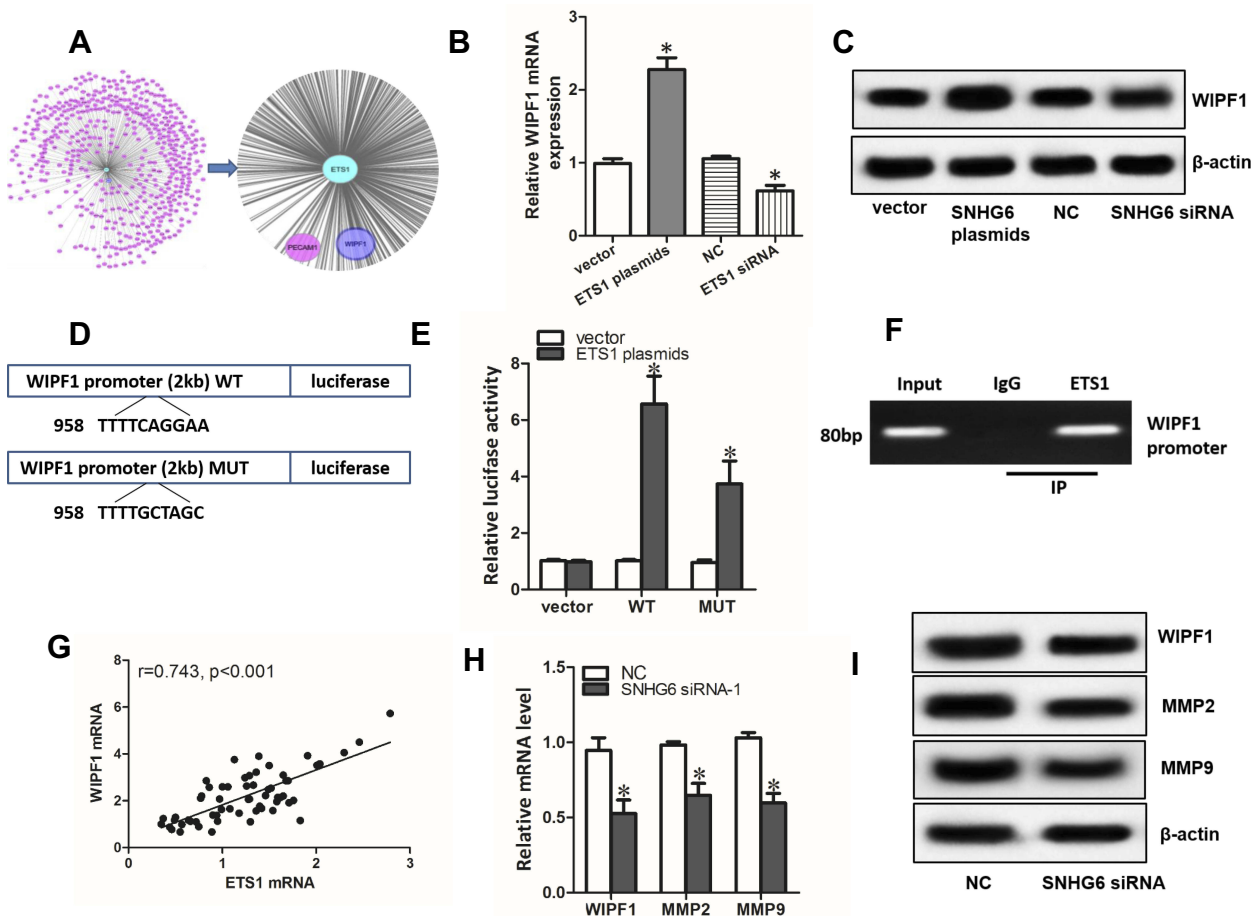 A
ETS1
PECAM1
WIPF1
B
Relative WIPF1 mRNA
expression
3
2
1
0
vector
ETS1 plasmids
NC
ETS1 siRNA
*
*
C
WIPF1
β-actin
vector
SNHG6
plasmids
NC
SNHG6 siRNA
D
WIPF1 promoter (2kb) WT
luciferase
958 TTTTCAGGAA
WIPF1 promoter (2kb) MUT
luciferase
958 TTTTGCTAGC
E
vector
ETS1 plasmids
Relative lucifase activity
8
6
4
2
0
*
*
vector
WT
MUT
F
Input
IgG
ETS1
80bp
WIPF1
promoter
IP
G
r=0.743, p<0.001
WIPF1 mRNA
8
6
4
2
0
0
1
2
3
ETS1 mRNA
H
NC
SNHG6 siRNA-1
Relative mRNA level
1.5
1.0
0.5
0.0
*
*
*
WIPF1
MMP2
MMP9
I
WIPF1
MMP2
MMP9
β-actin
NC
SNHG6 siRNA